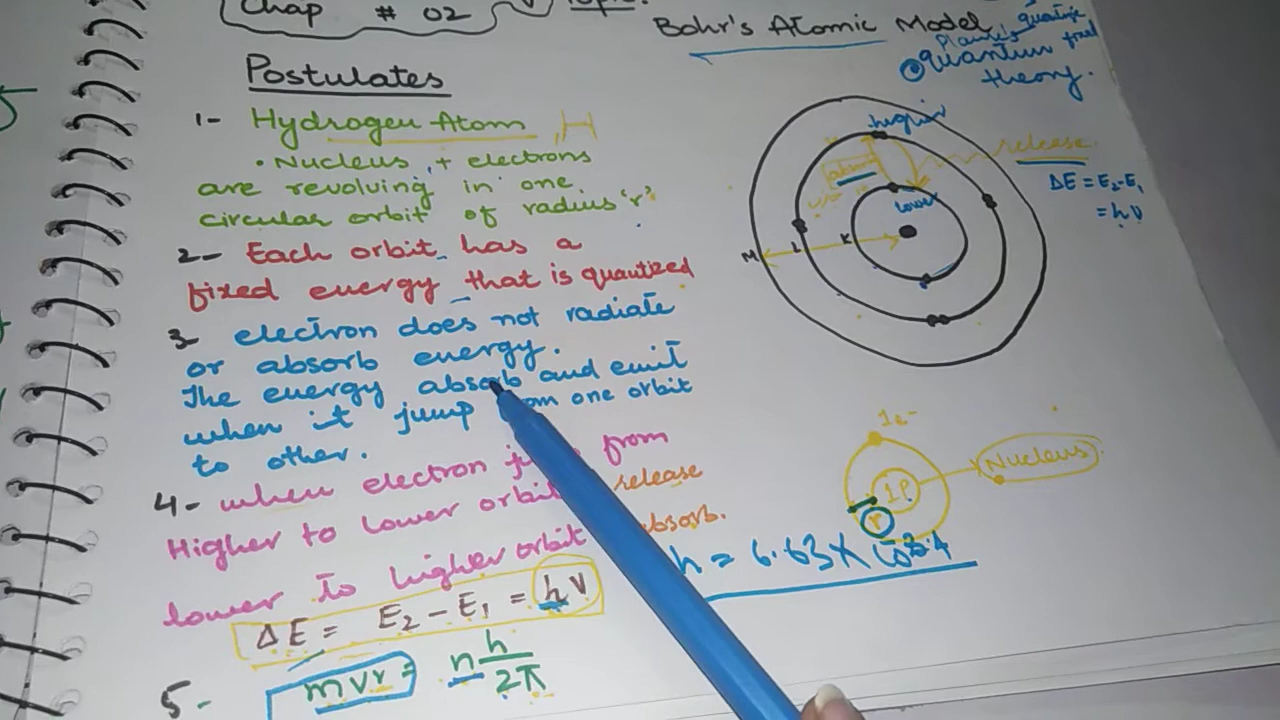 Chap # 02
Topic:
Bohr's Atomic Model
Planck's
quantum
theory.
Postulates
1- Hydrogen Atom H
• Nucleus, + electrons
are revolving in one
circular orbit of radius 'r'
2- Each orbit has a
fixed energy that is quantized
3- electron does not radiate
or absorb energy.
The energy absorb and emit
when it jump from one orbit
to other.
4- when electron from
Higher to Lower orbit release
lower to higher orbit absorb.
ΔE = E₂ - E₁ = hν
5- mvr = nh
2π
higher
release
absorb
lower
ΔE = E₂-E₁
= hν
M L K
1e-
Nucleus
1P
r
h = 6.63 ×